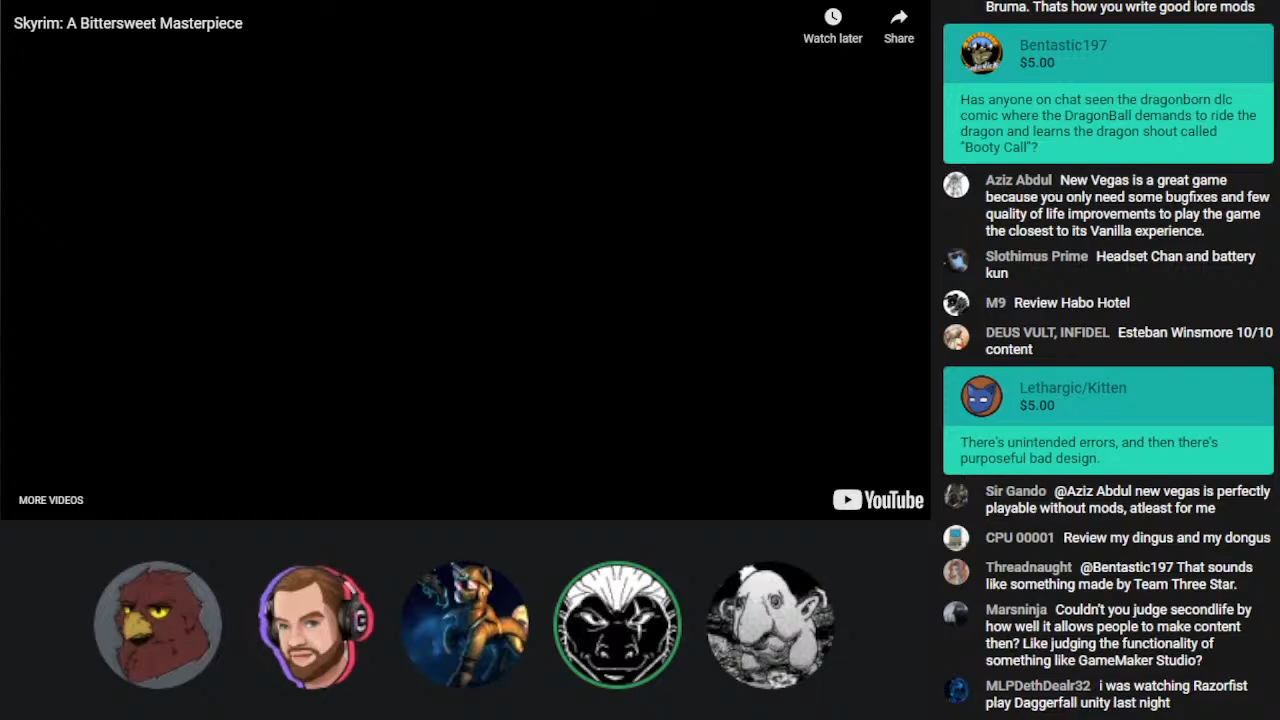 Skyrim: A Bittersweet Masterpiece
Watch later
Share
MORE VIDEOS
YouTube
Bruma. Thats how you write good lore mods
Bentastic197
$5.00
Has anyone on chat seen the dragonborn dlc
comic where the DragonBall demands to ride the
dragon and learns the dragon shout called
"Booty Call"?
Aziz Abdul New Vegas is a great game
because you only need some bugfixes and few
quality of life improvements to play the game
the closest to its Vanilla experience.
Slothimus Prime Headset Chan and battery
kun
M9 Review Habo Hotel
DEUS VULT, INFIDEL Esteban Winsmore 10/10
content
Lethargic/Kitten
$5.00
There's unintended errors, and then there's
purposeful bad design.
Sir Gando @Aziz Abdul new vegas is perfectly
playable without mods, atleast for me
CPU 00001 Review my dingus and my dongus
Threadnaught @Bentastic197 That sounds
like something made by Team Three Star.
Marsninja Couldn't you judge secondlife by
how well it allows people to make content
then? Like judging the functionality of
something like GameMaker Studio?
MLPDethDealr32 i was watching Razorfist
play Daggerfall unity last night